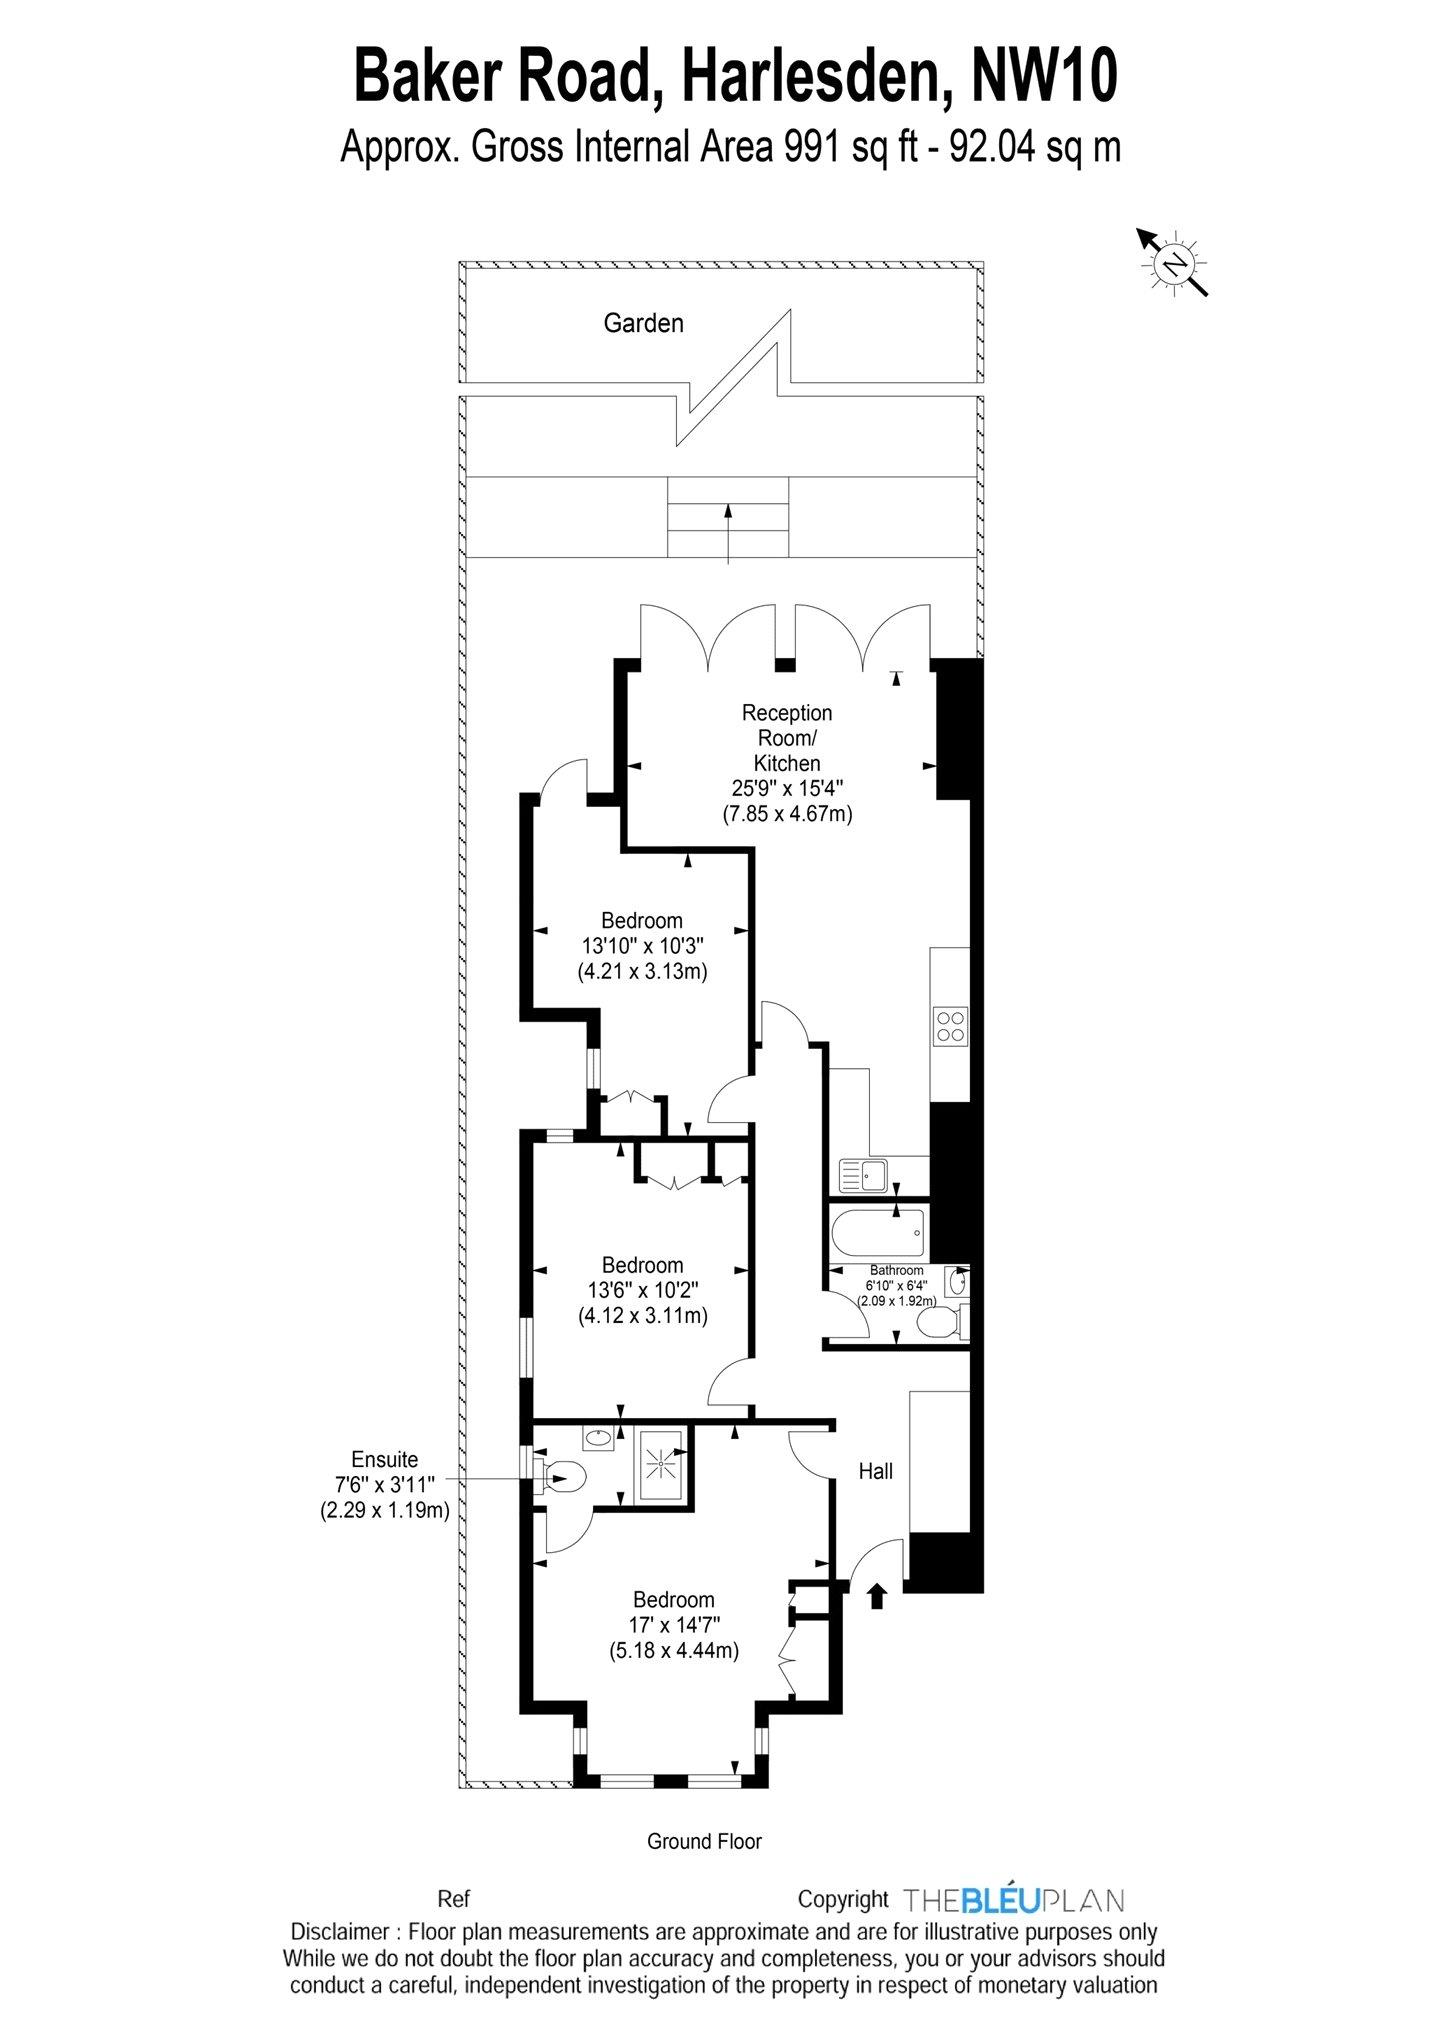 Baker Road, Harlesden, NW10
Approx. Gross Internal Area 991 sq ft - 92.04 sq m
N
Garden
Reception
Room/
Kitchen
25'9" x 15'4"
(7.85 x 4.67m)
Bedroom
13'10" x 10'3"
(4.21 x 3.13m)
Bedroom
13'6" x 10'2"
(4.12 x 3.11m)
Bathroom
6'10" x 6'4"
(2.09 x 1.92m)
Ensuite
7'6" x 3'11"
(2.29 x 1.19m)
Hall
Bedroom
17' x 14'7"
(5.18 x 4.44m)
Ground Floor
Ref
Copyright THEBLÉUPLAN
Disclaimer : Floor plan measurements are approximate and are for illustrative purposes only
While we do not doubt the floor plan accuracy and completeness, you or your advisors should
conduct a careful, independent investigation of the property in respect of monetary valuation